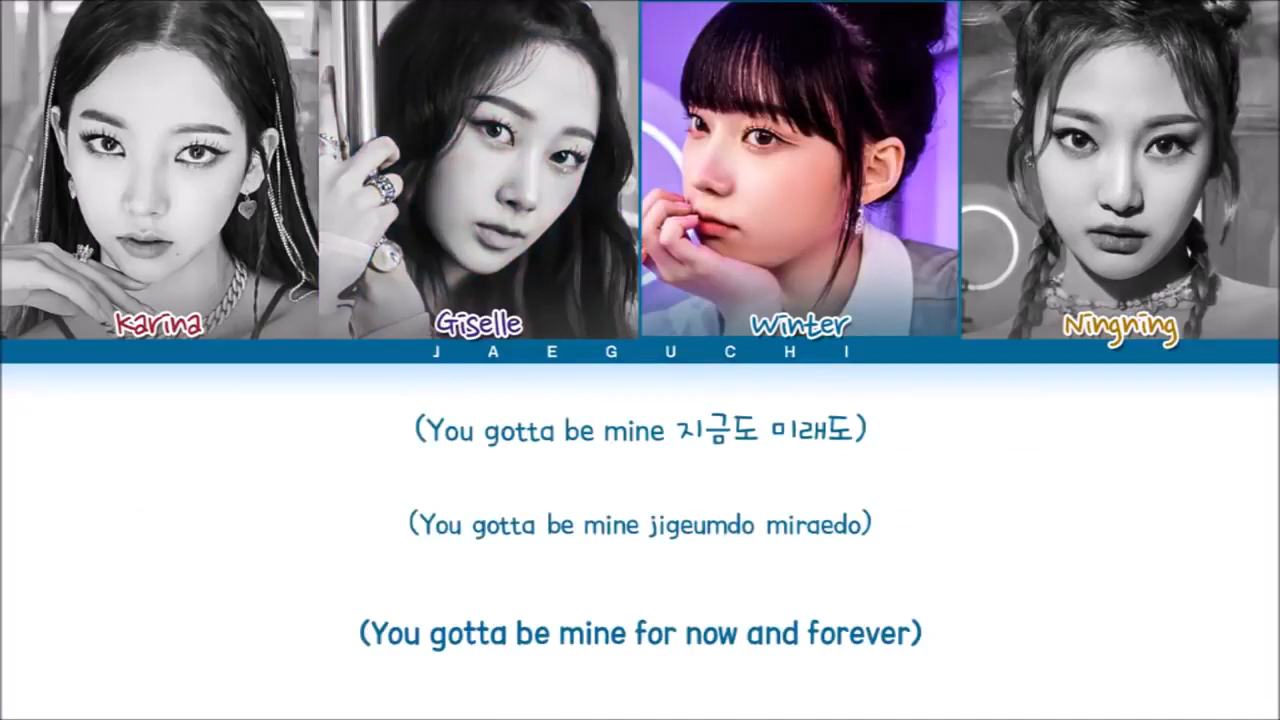 Karina
Giselle
Winter
Ningning
JAEGUCHI
(You gotta be mine 지금도 미래도)
(You gotta be mine jigeumdo miraedo)
(You gotta be mine for now and forever)